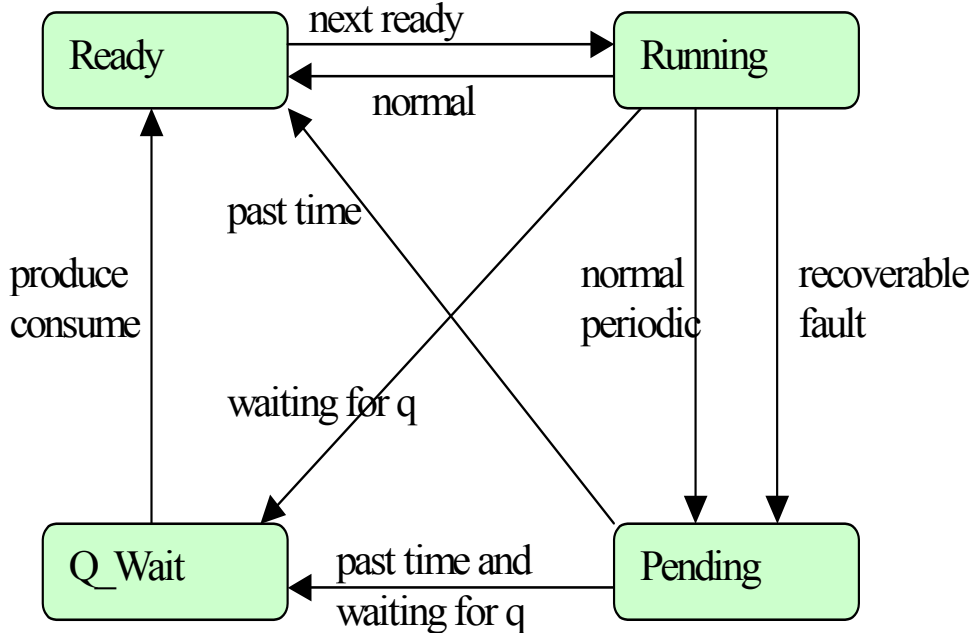 next ready
Ready
Running
normal
past time
produce
consume
normal
periodic
recoverable
fault
waiting for q
Q_Wait
past time and
waiting for q
Pending